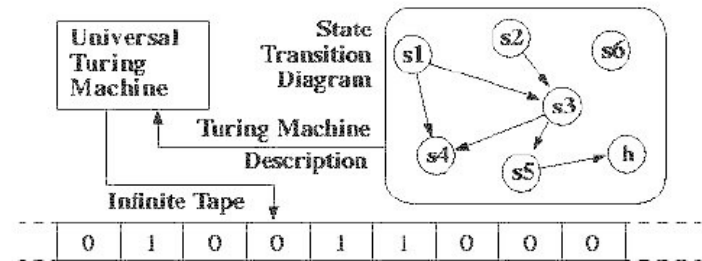 Universal
Turing
Machine
State
Transition
Diagram
s1
s2
s6
s3
s4
s5
h
Turing Machine
Description
Infinite Tape
0 1 0 0 1 1 0 0 0